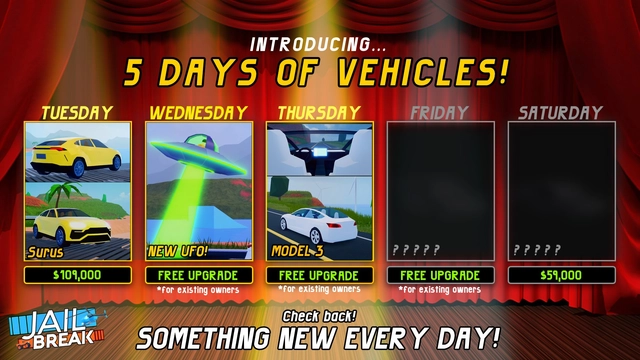 INTRODUCING...
5 DAYS OF VEHICLES!
TUESDAY WEDNESDAY THURSDAY FRIDAY SATURDAY
Surus NEW UFO! MODEL 3 ????? ?????
$109,000 FREE UPGRADE FREE UPGRADE FREE UPGRADE $59,000
*for existing owners *for existing owners *for existing owners
Check back!
SOMETHING NEW EVERY DAY!
JAIL
BREAK